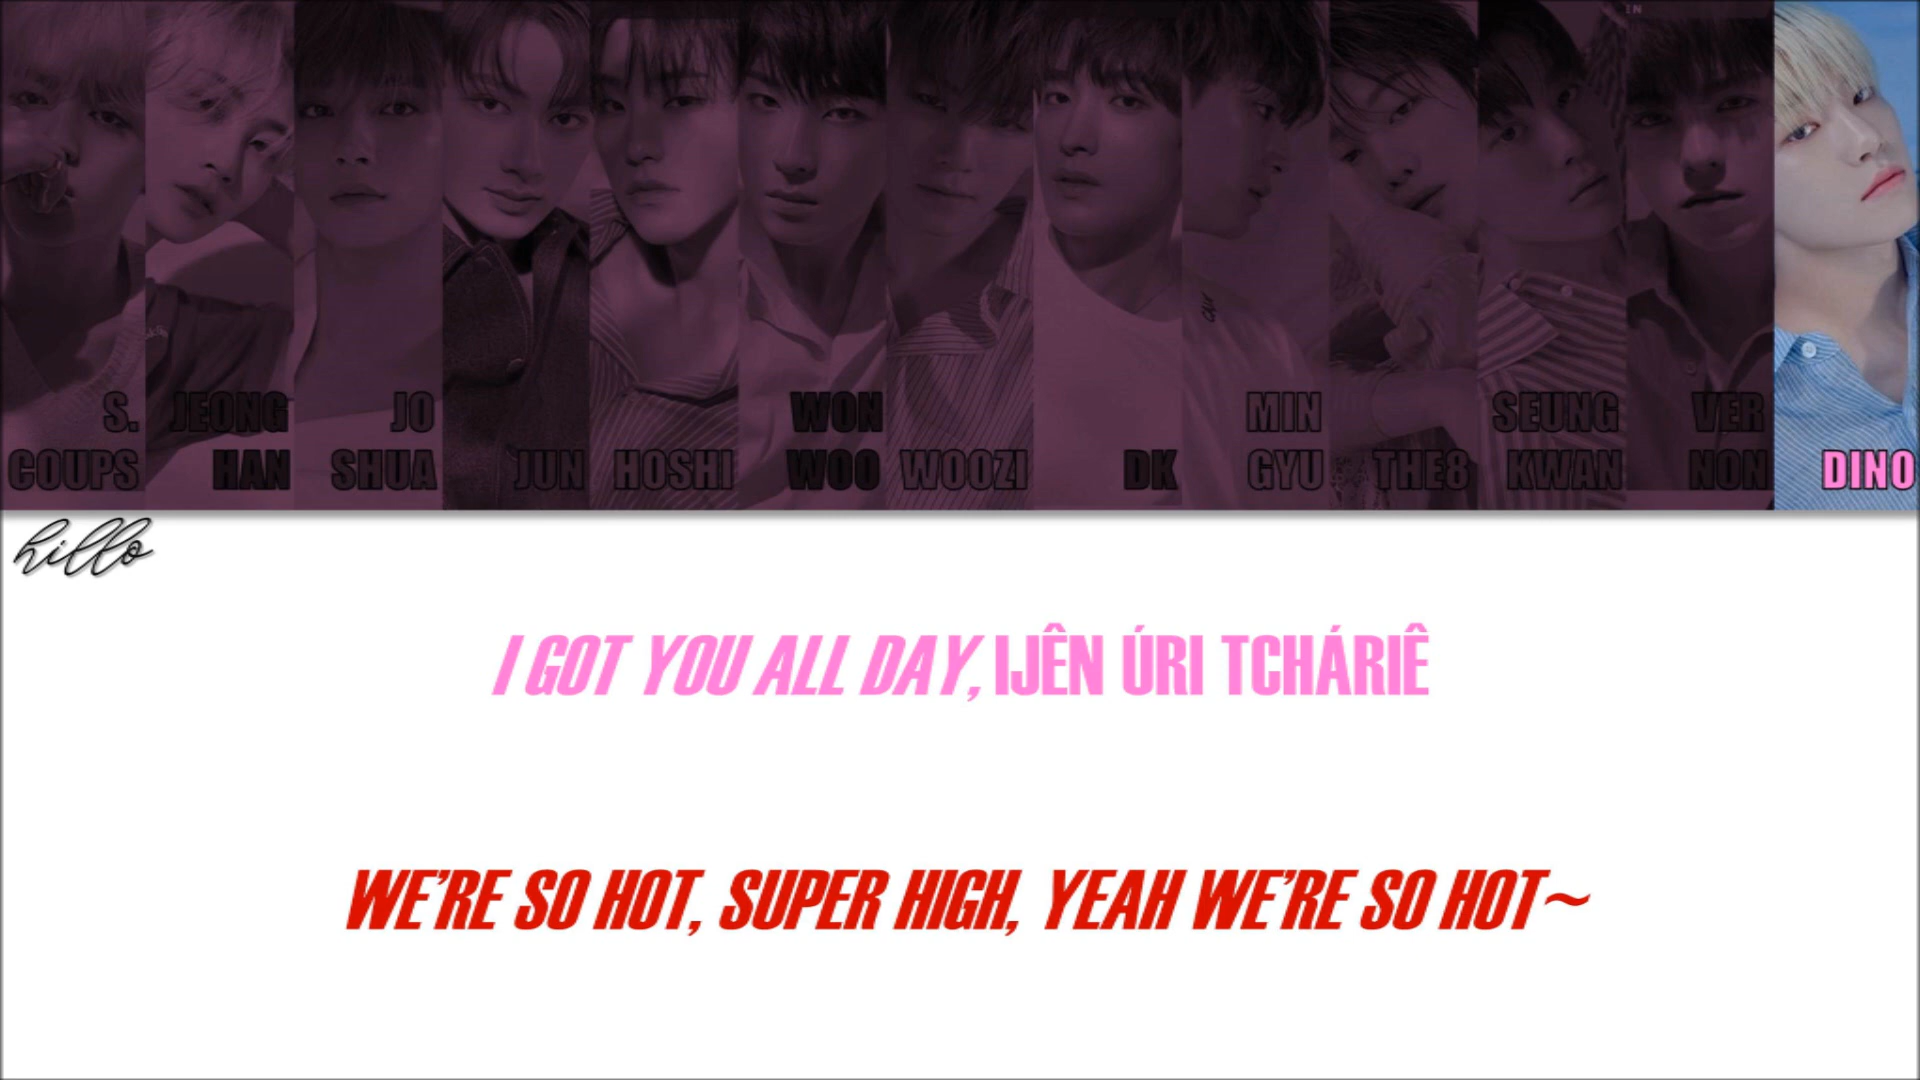 S. COUPS
JEONG HAN
JO SHUA
JUN
HOSHI
WON WOO
WOOZI
DK
MIN GYU
THE8
SEUNG KWAN
VER NON
DINO
hillo
I GOT YOU ALL DAY, IJÊN ÚRI TCHÁRIÊ
WE'RE SO HOT, SUPER HIGH, YEAH WE'RE SO HOT~